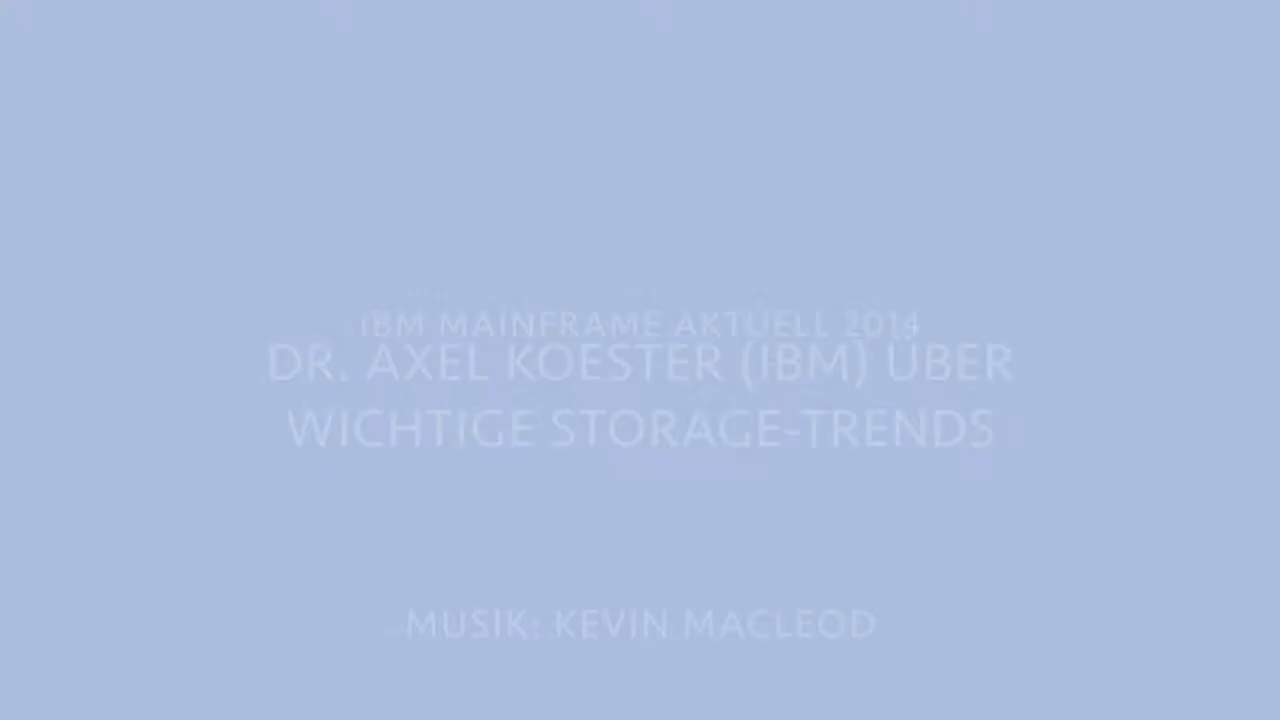 IBM MAINFRAME AKTUELL 2014
DR. AXEL KOESTER (IBM) ÜBER
WICHTIGE STORAGE-TRENDS
MUSIK: KEVIN MACLEOD